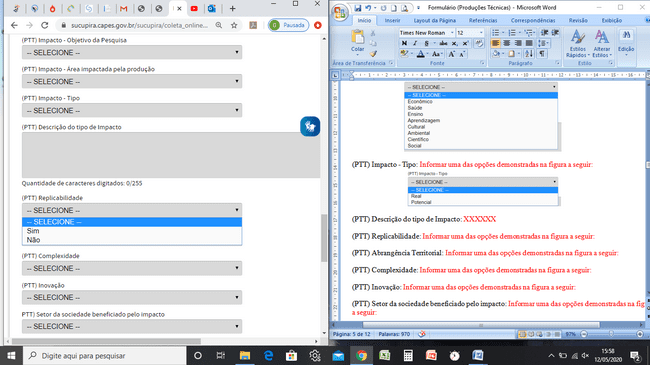 Pausada
sucupira.capes.gov.br/sucupira/coleta_online...
(PTT) Impacto - Objetivo da Pesquisa
-- SELECIONE --
(PTT) Impacto - Área impactada pela produção
-- SELECIONE --
(PTT) Impacto - Tipo
-- SELECIONE --
(PTT) Descrição do tipo de Impacto
Quantidade de caracteres digitados: 0/255
(PTT) Replicabilidade
-- SELECIONE --
-- SELECIONE --
Sim
Não
(PTT) Complexidade
-- SELECIONE --
(PTT) Inovação
-- SELECIONE --
PTT) Setor da sociedade beneficiado pelo impacto
-- SELECIONE --
Formulário (Produções Técnicas) - Microsoft Word
Início Inserir Layout da Página Referências Correspondências Revisão Exibição
Times New Roman 12
Colar
Estilos Rápidos
Alterar Estilos
Edição
Área de Transferência Fonte Parágrafo Estilo
-- SELECIONE --
-- SELECIONE --
Econômico
Saúde
Ensino
Aprendizagem
Cultural
Ambiental
Científico
Social
(PTT) Impacto - Tipo: Informar uma das opções demonstradas na figura a seguir:
(PTT) Impacto - Tipo
-- SELECIONE --
-- SELECIONE --
Real
Potencial
(PTT) Descrição do tipo de Impacto: XXXXXX
(PTT) Replicabilidade: Informar uma das opções demonstradas na figura a seguir:
(PTT) Abrangência Territorial: Informar uma das opções demonstradas na figura a seguir:
(PTT) Complexidade: Informar uma das opções demonstradas na figura a seguir:
(PTT) Inovação: Informar uma das opções demonstradas na figura a seguir:
(PTT) Setor da sociedade beneficiado pelo impacto: Informar uma das opções demonstradas na figura
a seguir:
Página: 5 de 12 Palavras: 970 87%
Digite aqui para pesquisar
15:58
12/05/2020